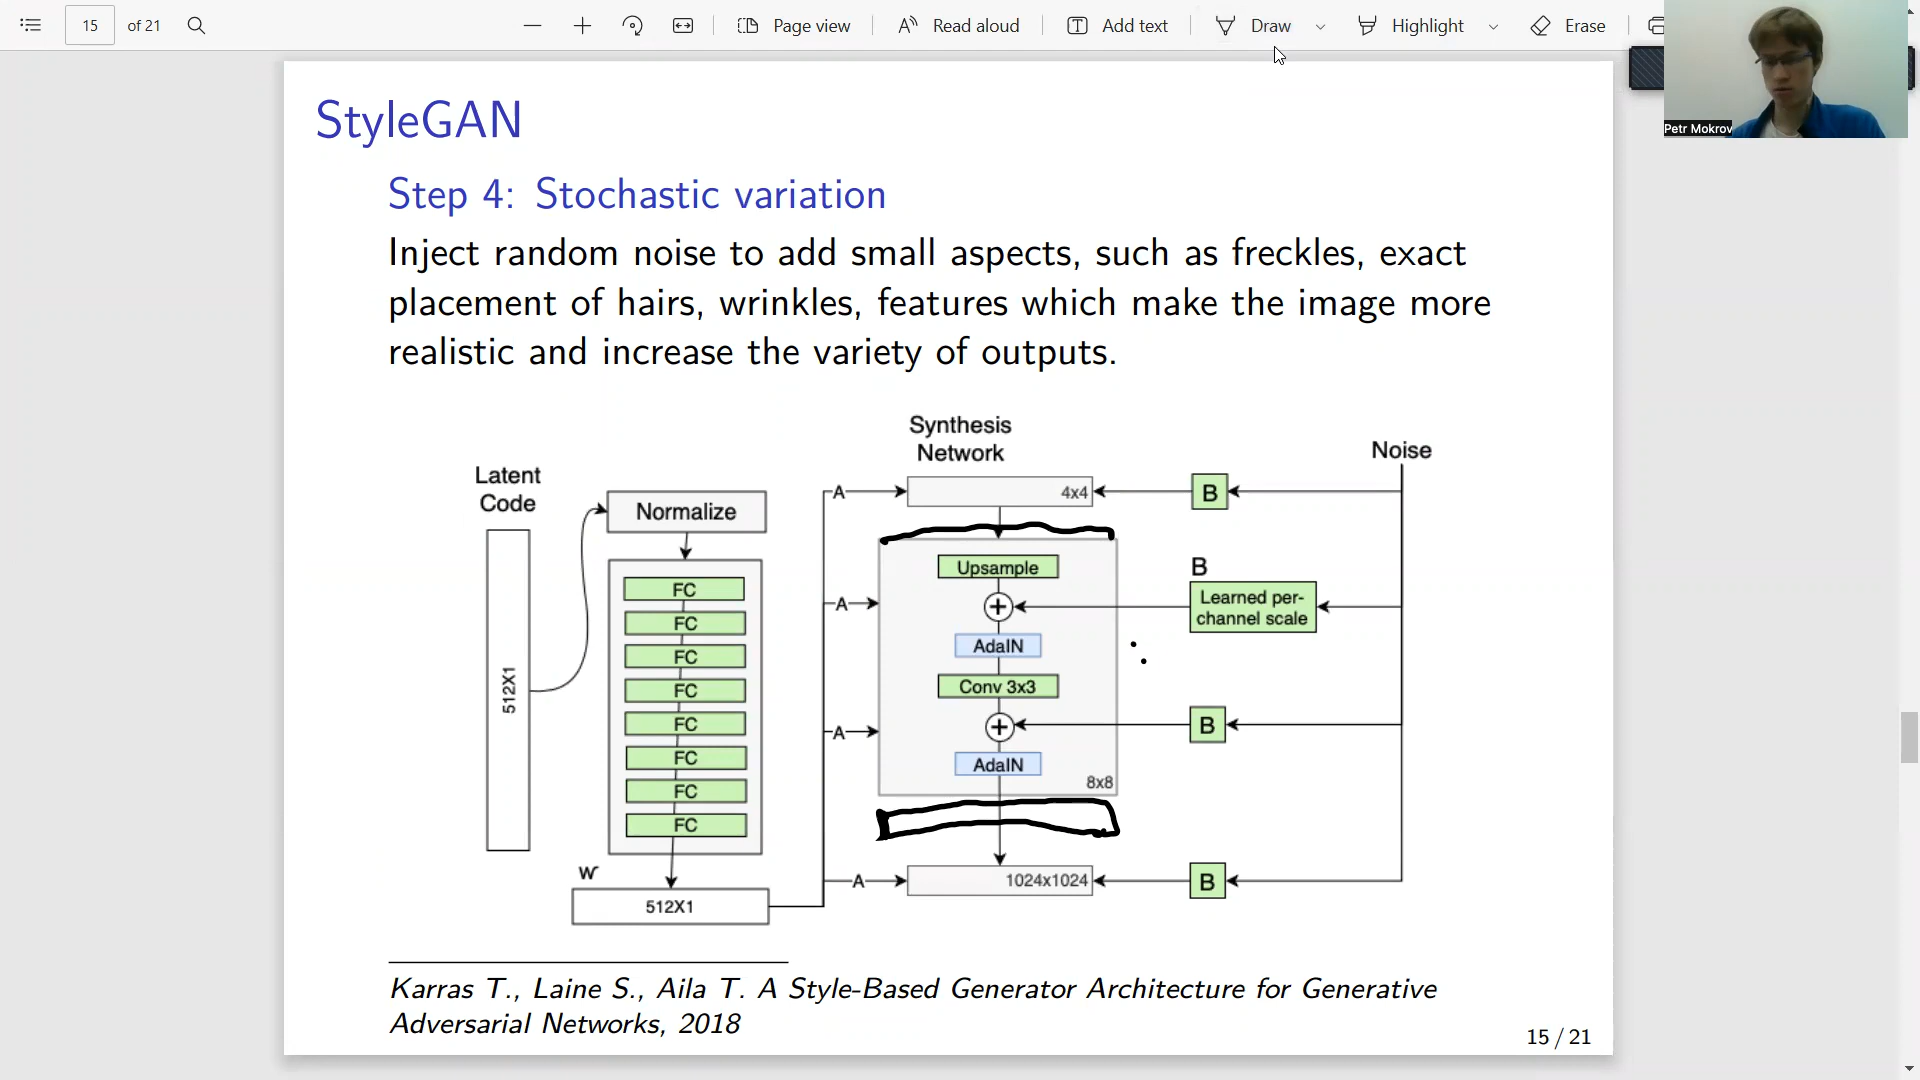 15 of 21 Page view Read aloud Add text Draw Highlight Erase
Petr Mokrov
StyleGAN
Step 4: Stochastic variation
Inject random noise to add small aspects, such as freckles, exact
placement of hairs, wrinkles, features which make the image more
realistic and increase the variety of outputs.
Latent
Code
512X1
Normalize
FC
FC
FC
FC
FC
FC
FC
FC
W
512X1
Synthesis
Network
A
4x4
A
Upsample
+
AdaIN
Conv 3x3
A
+
AdaIN
8x8
A
1024x1024
Noise
B
B
Learned per-
channel scale
B
B
Karras T., Laine S., Aila T. A Style-Based Generator Architecture for Generative
Adversarial Networks, 2018
15 / 21